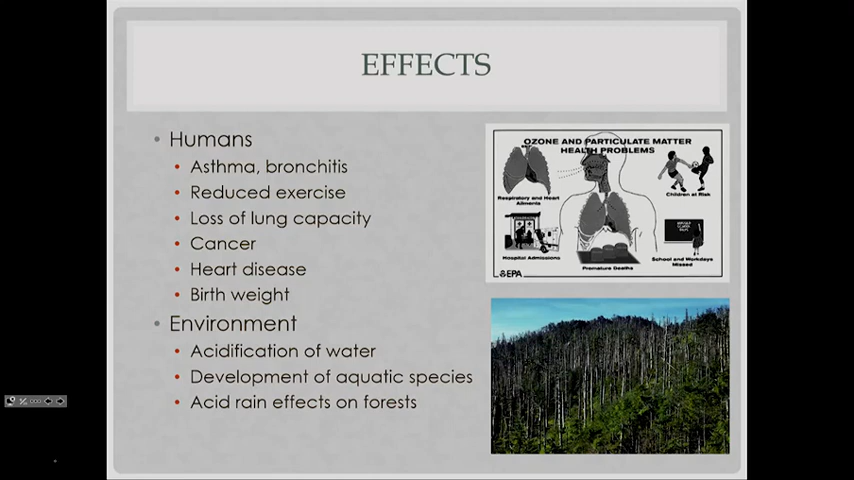 EFFECTS
• Humans
• Asthma, bronchitis
• Reduced exercise
• Loss of lung capacity
• Cancer
• Heart disease
• Birth weight
• Environment
• Acidification of water
• Development of aquatic species
• Acid rain effects on forests
OZONE AND PARTICULATE MATTER
HEALTH PROBLEMS
Respiratory and Heart
Ailments
Children at Risk
Hospital Admissions
Premature Deaths
School and Workdays
Missed
EPA